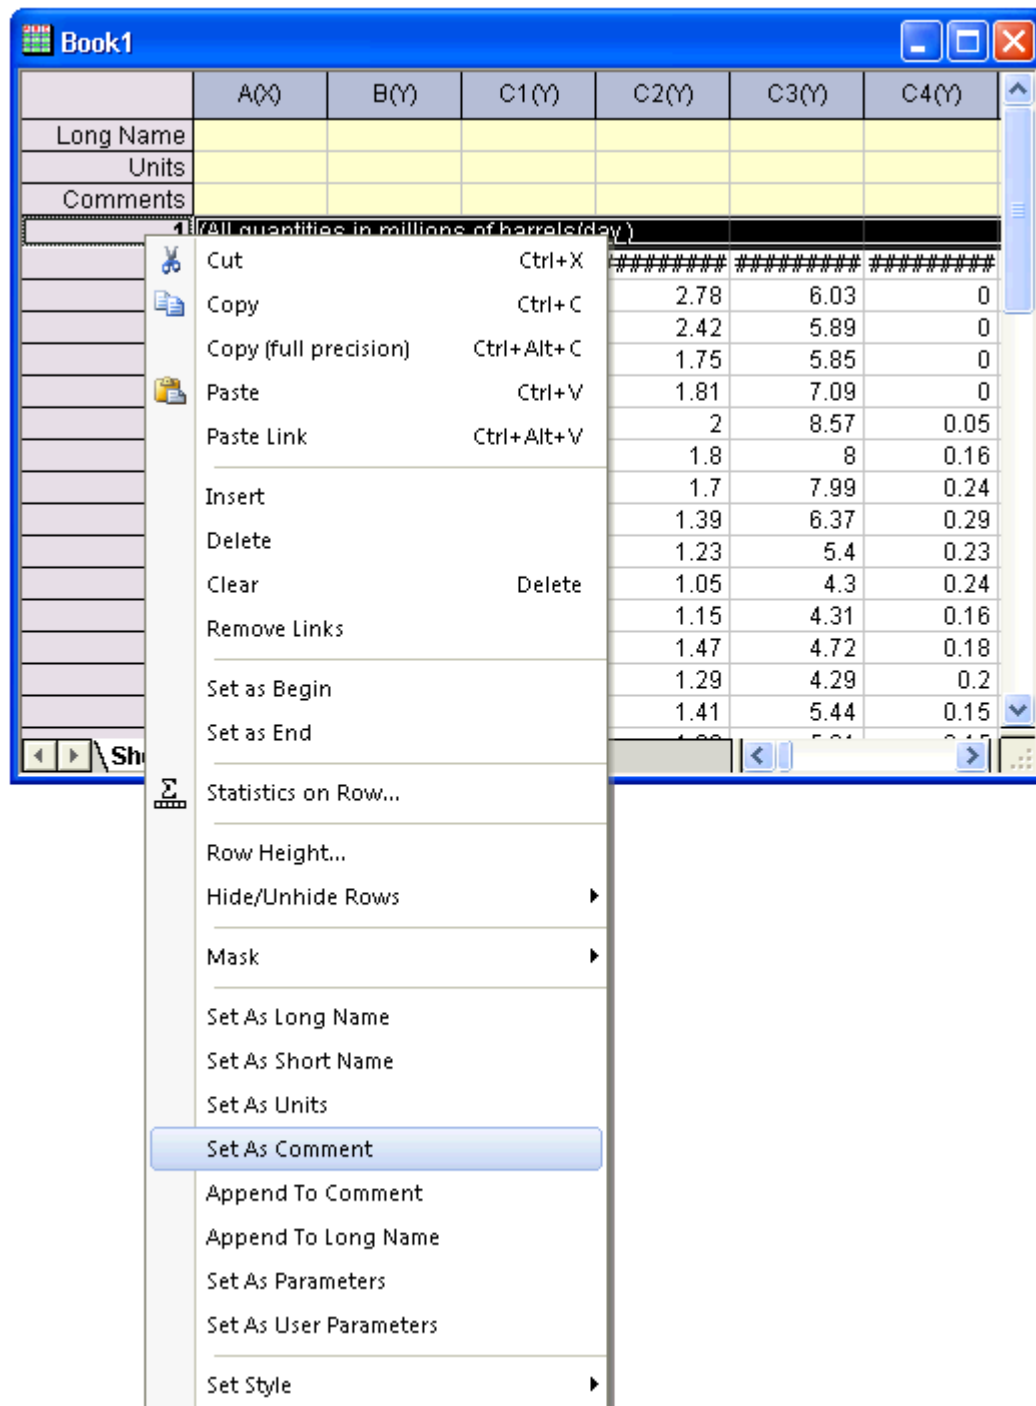 Book1
A(X) B(Y) C1(Y) C2(Y) C3(Y) C4(Y)
Long Name
Units
Comments
1 (All quantities in millions of barrels/day.)
Cut Ctrl+X ######### ######### #########
2.78 6.03 0
Copy Ctrl+C
2.42 5.89 0
Copy (full precision) Ctrl+Alt+C 1.75 5.85 0
Paste Ctrl+V 1.81 7.09 0
2 8.57 0.05
Paste Link Ctrl+Alt+V
1.8 8 0.16
1.7 7.99 0.24
Insert
1.39 6.37 0.29
Delete
1.23 5.4 0.23
Clear Delete 1.05 4.3 0.24
1.15 4.31 0.16
Remove Links
1.47 4.72 0.18
1.29 4.29 0.2
Set as Begin
1.41 5.44 0.15
Set as End
Statistics on Row...
Row Height...
Hide/Unhide Rows
Mask
Set As Long Name
Set As Short Name
Set As Units
Set As Comment
Append To Comment
Append To Long Name
Set As Parameters
Set As User Parameters
Set Style